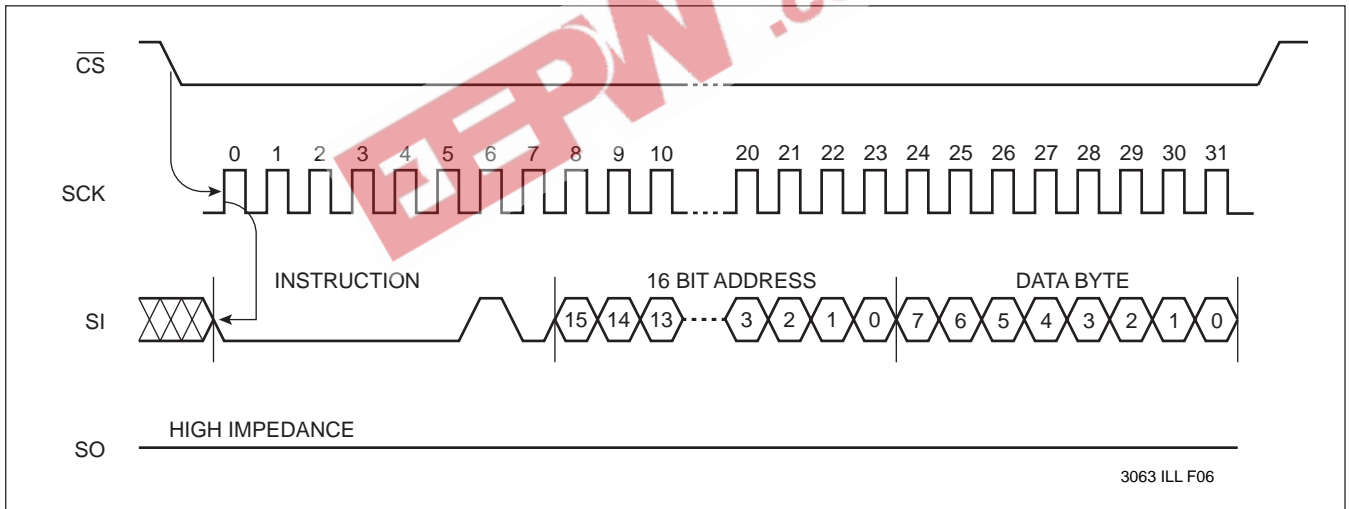 CS
0 1 2 3 4 5 6 7 8 9 10 20 21 22 23 24 25 26 27 28 29 30 31
SCK
INSTRUCTION 16 BIT ADDRESS DATA BYTE
SI 15 14 13 3 2 1 0 7 6 5 4 3 2 1 0
HIGH IMPEDANCE
SO
3063 ILL F06
EEPW